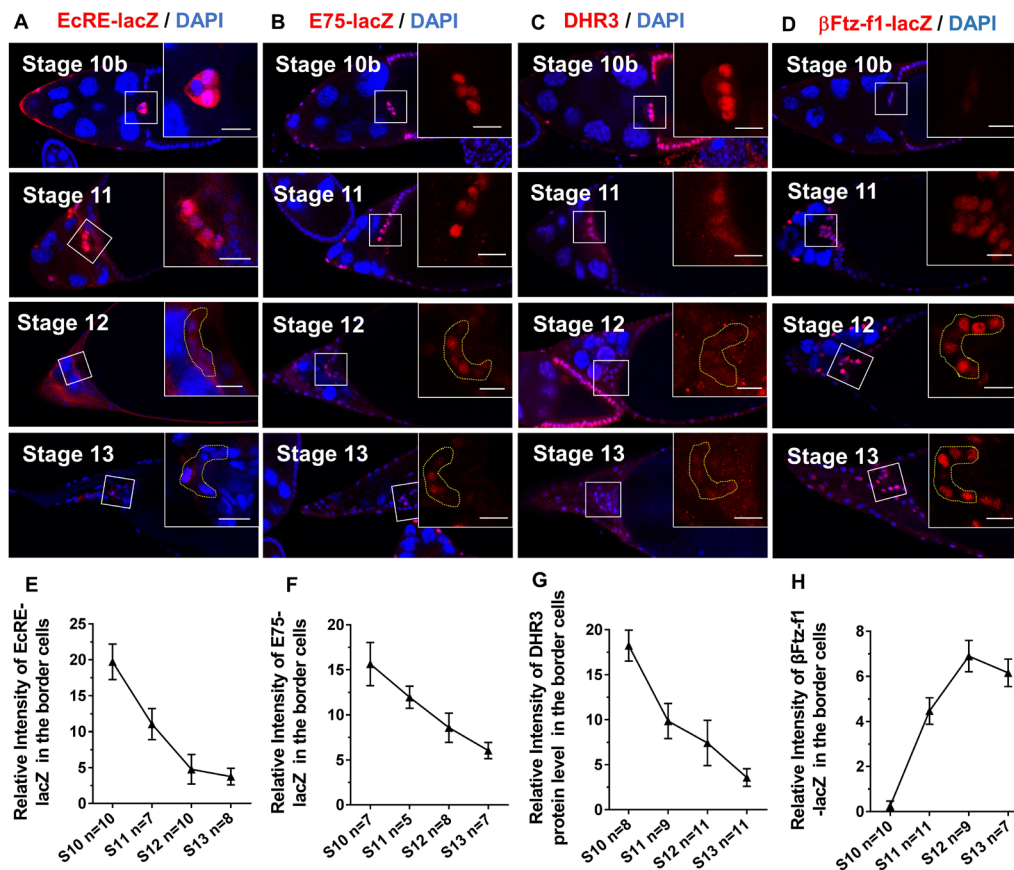 A EcRE-lacZ / DAPI
B E75-lacZ / DAPI
C DHR3 / DAPI
D βFtz-f1-lacZ / DAPI
Stage 10b
Stage 10b
Stage 10b
Stage 10b
Stage 11
Stage 11
Stage 11
Stage 11
Stage 12
Stage 12
Stage 12
Stage 12
Stage 13
Stage 13
Stage 13
Stage 13
E
Relative Intensity of EcRE-
lacZ in the border cells
25
20
15
10
5
0
S10 n=10
S11 n=7
S12 n=10
S13 n=8
F
Relative Intensity of E75-
lacZ in the border cells
20
15
10
5
0
S10 n=7
S11 n=5
S12 n=8
S13 n=7
G
Relative Intensity of DHR3
protein level in the border cells
20
15
10
5
0
S10 n=8
S11 n=9
S12 n=11
S13 n=11
H
Relative Intensity of βFtz-f1
-lacZ in the border cells
8
6
4
2
0
S10 n=10
S11 n=11
S12 n=9
S13 n=7